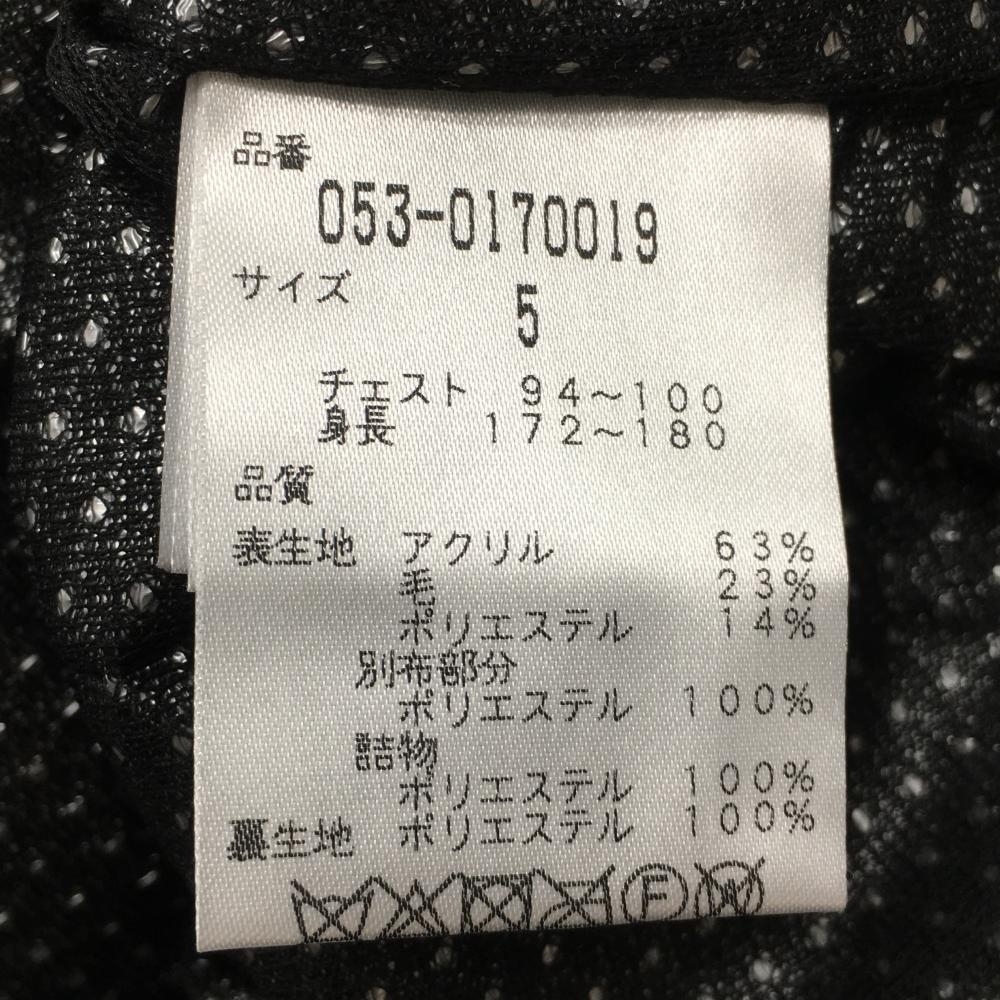 品番
053-0170019
サイズ
5
チェスト 94～100
身長 172～180
品質
表生地 アクリル 63%
毛 23%
ポリエステル 14%
別布部分
ポリエステル 100%
詰物
ポリエステル 100%
裏生地 ポリエステル 100%
F W